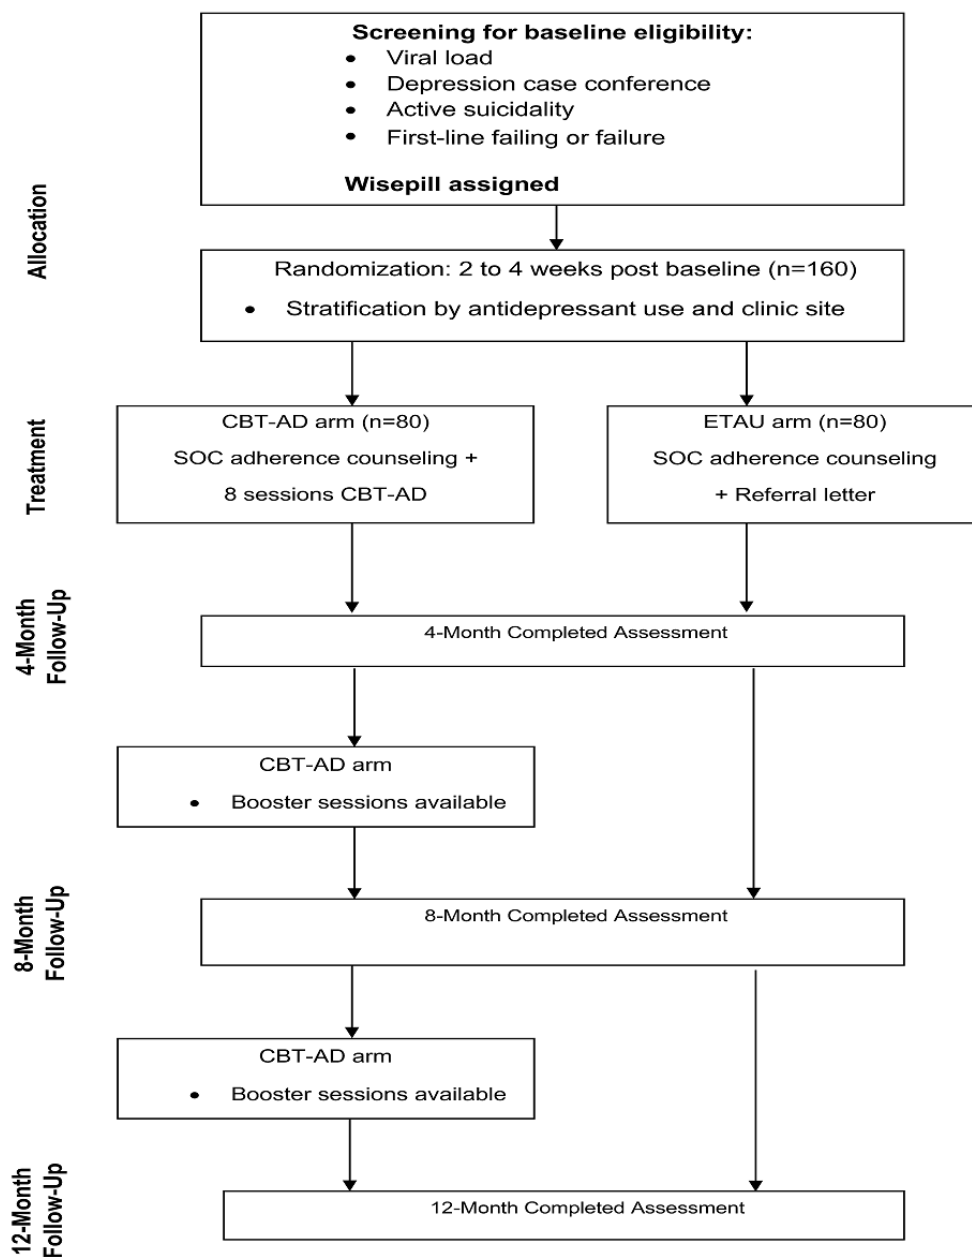 Screening for baseline eligibility:
• Viral load
• Depression case conference
• Active suicidality
• First-line failing or failure
Wisepill assigned
Allocation
Randomization: 2 to 4 weeks post baseline (n=160)
• Stratification by antidepressant use and clinic site
Treatment
CBT-AD arm (n=80)
SOC adherence counseling +
8 sessions CBT-AD
ETAU arm (n=80)
SOC adherence counseling
+ Referral letter
4-Month
Follow-Up
4-Month Completed Assessment
CBT-AD arm
• Booster sessions available
8-Month
Follow-Up
8-Month Completed Assessment
CBT-AD arm
• Booster sessions available
12-Month
Follow-Up
12-Month Completed Assessment